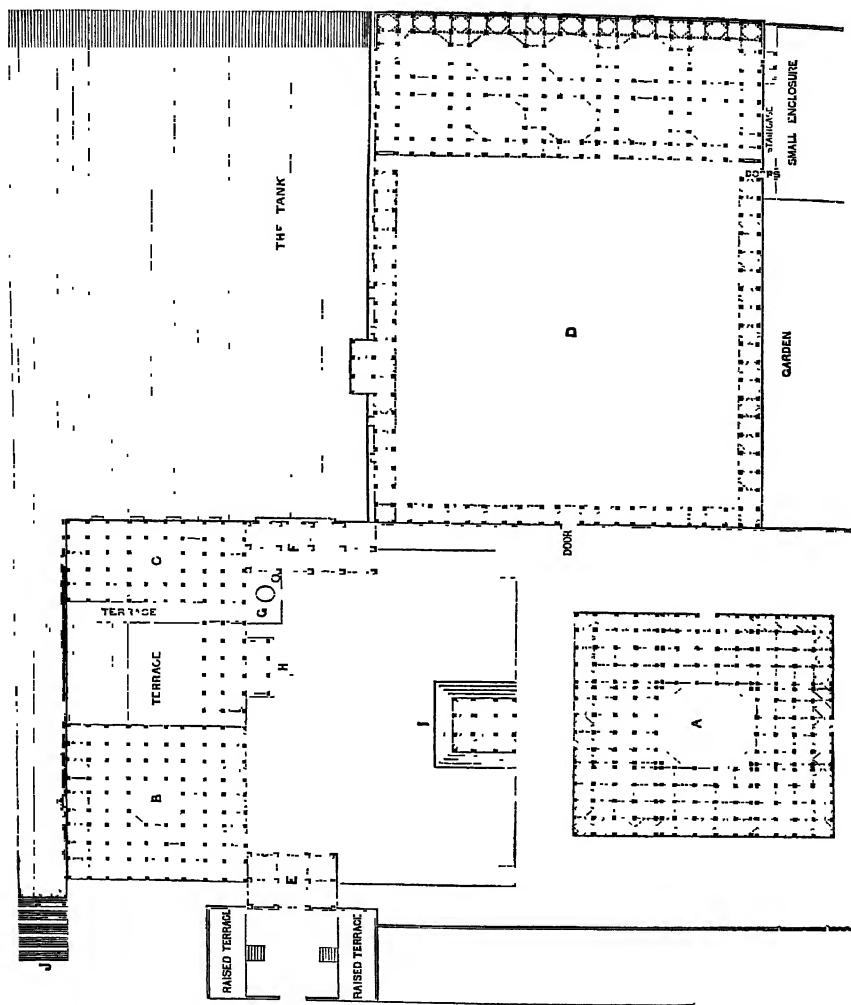 THE TANK
STAIRCASE
SMALL ENCLOSURE
D
GARDEN
C
F
TERRACE
G
O
TERRACE
H
DOOR
B
I
A
E
J
RAISED TERRACE
RAISED TERRACE